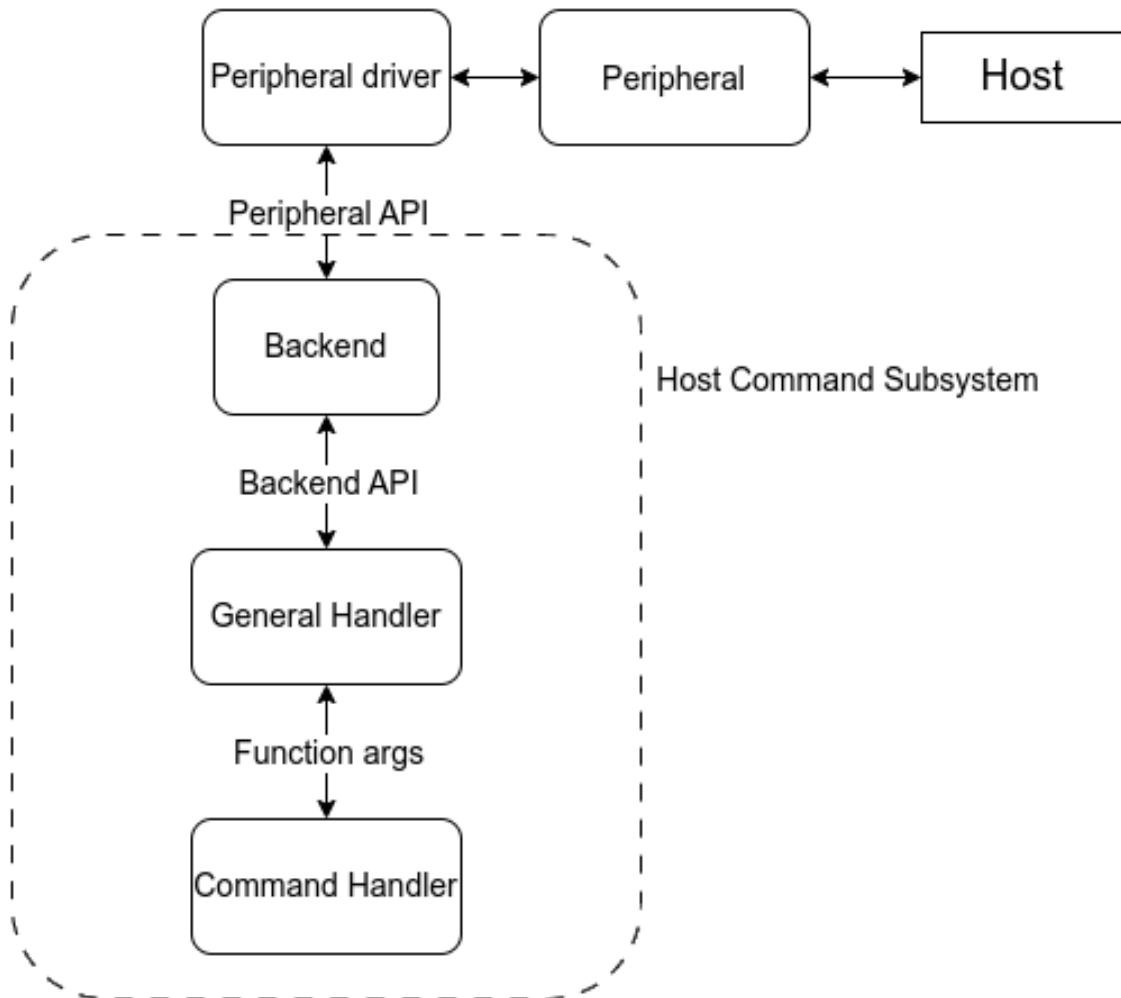 Peripheral driver
Peripheral
Host
Peripheral API
Backend
Host Command Subsystem
Backend API
General Handler
Function args
Command Handler